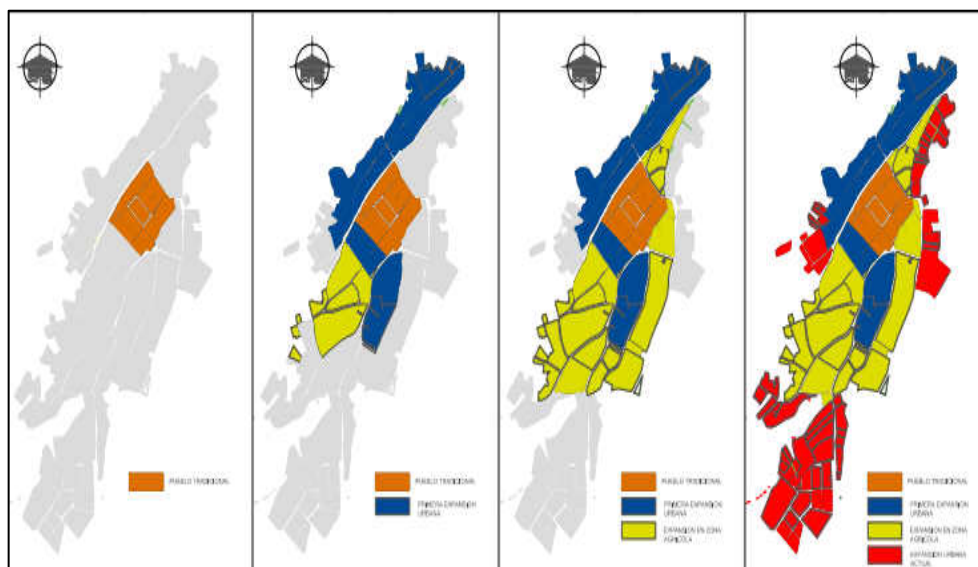 PUEBLO TRADICIONAL
PUEBLO TRADICIONAL
PRIMERA EXPANSION
URBANA
PUEBLO TRADICIONAL
PRIMERA EXPANSION
URBANA
EXPANSION EN ZONA
AGRICOLA
PUEBLO TRADICIONAL
PRIMERA EXPANSION
URBANA
EXPANSION EN ZONA
AGRICOLA
EXPANSION URBANA
ACTUAL